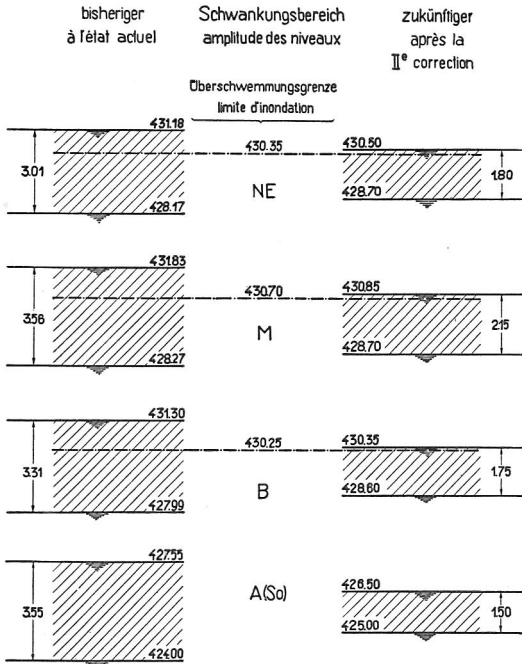 bisheriger
à l'état actuel
Schwankungsbereich
amplitude des niveaux
zukünftiger
après la
IIe correction
Überschwemmungsgrenze
limite d'inondation
431.18
430.35
430.50
3.01
1.80
428.17
NE
428.70
431.83
430.70
430.85
3.56
M
2.15
428.27
428.70
431.30
430.25
430.35
3.31
1.75
427.99
B
428.60
427.55
3.55
A(So)
426.50
1.50
424.00
425.00